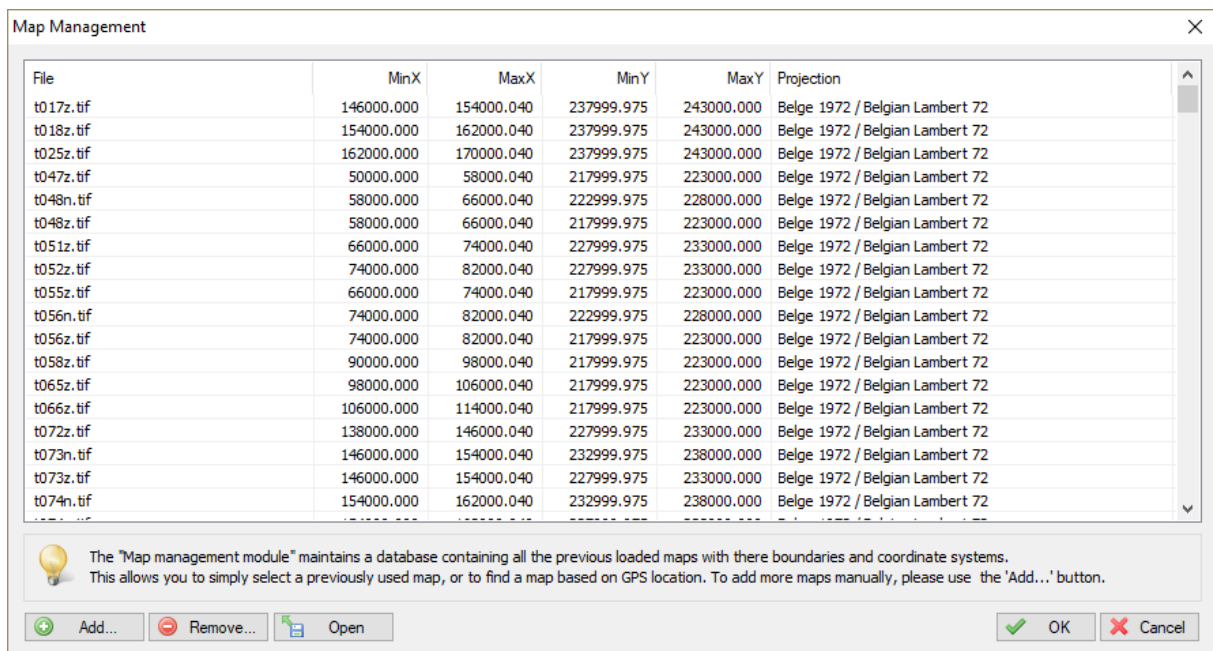 Map Management
File MinX MaxX MinY MaxY Projection
t017z.tif 146000.000 154000.040 237999.975 243000.000 Belge 1972 / Belgian Lambert 72
t018z.tif 154000.000 162000.040 237999.975 243000.000 Belge 1972 / Belgian Lambert 72
t025z.tif 162000.000 170000.040 237999.975 243000.000 Belge 1972 / Belgian Lambert 72
t047z.tif 50000.000 58000.040 217999.975 223000.000 Belge 1972 / Belgian Lambert 72
t048n.tif 58000.000 66000.040 222999.975 228000.000 Belge 1972 / Belgian Lambert 72
t048z.tif 58000.000 66000.040 217999.975 223000.000 Belge 1972 / Belgian Lambert 72
t051z.tif 66000.000 74000.040 227999.975 233000.000 Belge 1972 / Belgian Lambert 72
t052z.tif 74000.000 82000.040 227999.975 233000.000 Belge 1972 / Belgian Lambert 72
t055z.tif 66000.000 74000.040 217999.975 223000.000 Belge 1972 / Belgian Lambert 72
t056n.tif 74000.000 82000.040 222999.975 228000.000 Belge 1972 / Belgian Lambert 72
t056z.tif 74000.000 82000.040 217999.975 223000.000 Belge 1972 / Belgian Lambert 72
t058z.tif 90000.000 98000.040 217999.975 223000.000 Belge 1972 / Belgian Lambert 72
t065z.tif 98000.000 106000.040 217999.975 223000.000 Belge 1972 / Belgian Lambert 72
t066z.tif 106000.000 114000.040 217999.975 223000.000 Belge 1972 / Belgian Lambert 72
t072z.tif 138000.000 146000.040 227999.975 233000.000 Belge 1972 / Belgian Lambert 72
t073n.tif 146000.000 154000.040 232999.975 238000.000 Belge 1972 / Belgian Lambert 72
t073z.tif 146000.000 154000.040 227999.975 233000.000 Belge 1972 / Belgian Lambert 72
t074n.tif 154000.000 162000.040 232999.975 238000.000 Belge 1972 / Belgian Lambert 72
The "Map management module" maintains a database containing all the previous loaded maps with there boundaries and coordinate systems.
This allows you to simply select a previously used map, or to find a map based on GPS location. To add more maps manually, please use the 'Add...' button.
Add... Remove... Open OK Cancel